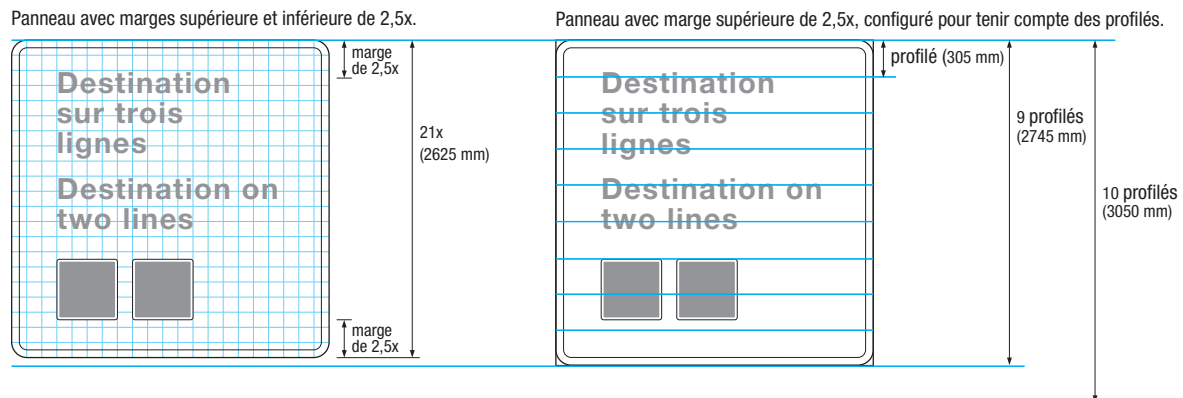 Panneau avec marges supérieure et inférieure de 2,5x.
Destination
sur trois
lignes
Destination on
two lines
marge
de 2,5x
21x
(2625 mm)
marge
de 2,5x
Panneau avec marge supérieure de 2,5x, configuré pour tenir compte des profilés.
Destination
sur trois
lignes
Destination on
two lines
profilé (305 mm)
9 profilés
(2745 mm)
10 profilés
(3050 mm)